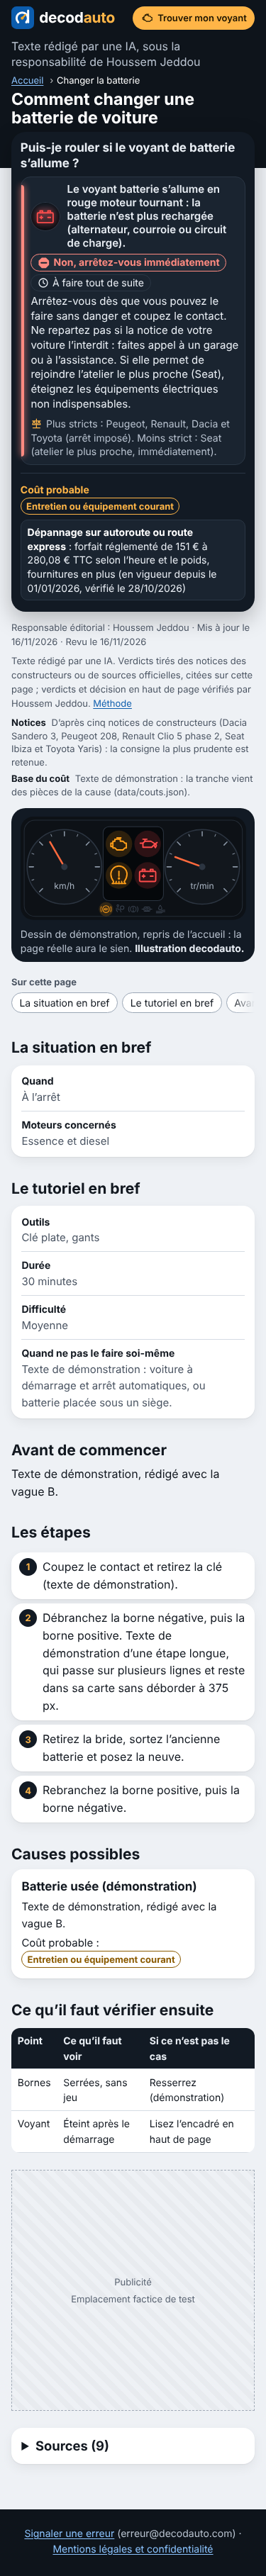 decodauto
Trouver mon voyant
Texte rédigé par une IA, sous la
responsabilité de Houssem Jeddou
Accueil › Changer la batterie
Comment changer une
batterie de voiture
Puis-je rouler si le voyant de batterie
s’allume ?
Le voyant batterie s’allume en
rouge moteur tournant : la
batterie n’est plus rechargée
(alternateur, courroie ou circuit
de charge).
Non, arrêtez-vous immédiatement
À faire tout de suite
Arrêtez-vous dès que vous pouvez le
faire sans danger et coupez le contact.
Ne repartez pas si la notice de votre
voiture l’interdit : faites appel à un garage
ou à l’assistance. Si elle permet de
rejoindre l’atelier le plus proche (Seat),
éteignez les équipements électriques
non indispensables.
Plus stricts : Peugeot, Renault, Dacia et
Toyota (arrêt imposé). Moins strict : Seat
(atelier le plus proche, immédiatement).
Coût probable
Entretien ou équipement courant
Dépannage sur autoroute ou route
express : forfait réglementé de 151 € à
280,08 € TTC selon l’heure et le poids,
fournitures en plus (en vigueur depuis le
01/01/2026, vérifié le 28/10/2026)
Responsable éditorial : Houssem Jeddou · Mis à jour le
16/11/2026 · Revu le 16/11/2026
Texte rédigé par une IA. Verdicts tirés des notices des
constructeurs ou de sources officielles, citées sur cette
page ; verdicts et décision en haut de page vérifiés par
Houssem Jeddou. Méthode
Notices D’après cinq notices de constructeurs (Dacia
Sandero 3, Peugeot 208, Renault Clio 5 phase 2, Seat
Ibiza et Toyota Yaris) : la consigne la plus prudente est
retenue.
Base du coût Texte de démonstration : la tranche vient
des pièces de la cause (data/couts.json).
km/h
tr/min
Dessin de démonstration, repris de l’accueil : la
page réelle aura le sien. Illustration decodauto.
Sur cette page
La situation en bref
Le tutoriel en bref
La situation en bref
Quand
À l’arrêt
Moteurs concernés
Essence et diesel
Le tutoriel en bref
Outils
Clé plate, gants
Durée
30 minutes
Difficulté
Moyenne
Quand ne pas le faire soi-même
Texte de démonstration : voiture à
démarrage et arrêt automatiques, ou
batterie placée sous un siège.
Avant de commencer
Texte de démonstration, rédigé avec la
vague B.
Les étapes
1 Coupez le contact et retirez la clé
(texte de démonstration).
2 Débranchez la borne négative, puis la
borne positive. Texte de
démonstration d’une étape longue,
qui passe sur plusieurs lignes et reste
dans sa carte sans déborder à 375
px.
3 Retirez la bride, sortez l’ancienne
batterie et posez la neuve.
4 Rebranchez la borne positive, puis la
borne négative.
Causes possibles
Batterie usée (démonstration)
Texte de démonstration, rédigé avec la
vague B.
Coût probable :
Entretien ou équipement courant
Ce qu’il faut vérifier ensuite
Point Ce qu’il faut voir Si ce n’est pas le cas
Bornes Serrées, sans jeu Resserrez (démonstration)
Voyant Éteint après le démarrage Lisez l’encadré en haut de page
Publicité
Emplacement factice de test
Sources (9)
Signaler une erreur (erreur@decodauto.com) ·
Mentions légales et confidentialité